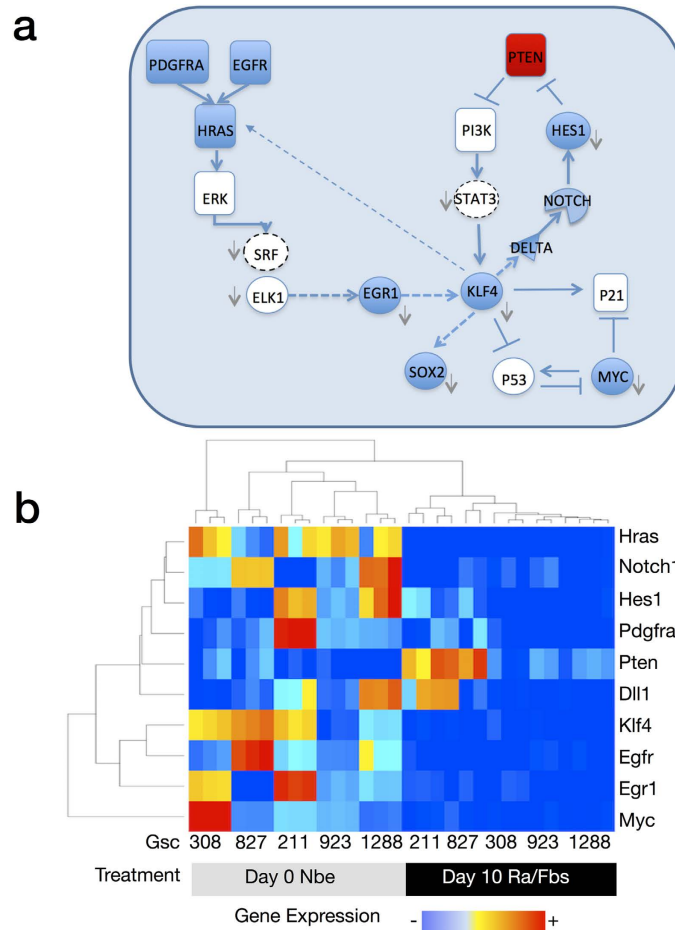 a
PDGFRA EGFR PTEN
HRAS PI3K HES1
ERK STAT3 NOTCH
SRF DELTA
ELK1 EGR1 KLF4 P21
SOX2 P53 MYC
b
Hras
Notch1
Hes1
Pdgfra
Pten
Dll1
Klf4
Egfr
Egr1
Myc
Gsc 308 827 211 923 1288 211 827 308 923 1288
Treatment Day 0 Nbe Day 10 Ra/Fbs
Gene Expression - +